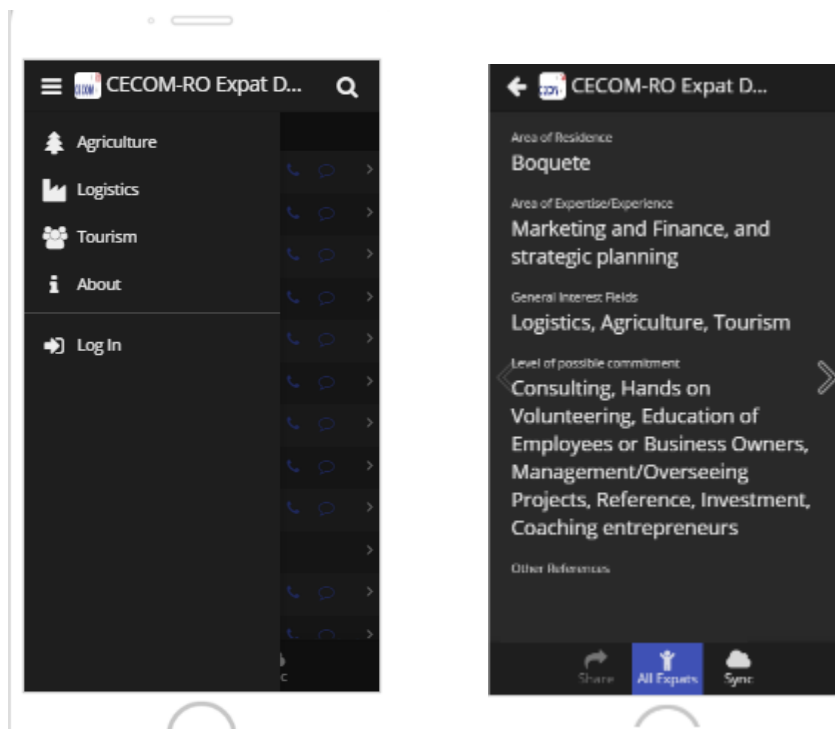 CECOM-RO Expat D...
Agriculture
Logistics
Tourism
About
Log In
c
CECOM-RO Expat D...
Area of Residence
Boquete
Area of Expertise/Experience
Marketing and Finance, and
strategic planning
General Interest Fields
Logistics, Agriculture, Tourism
Level of possible commitment
Consulting, Hands on
Volunteering, Education of
Employees or Business Owners,
Management/Overseeing
Projects, Reference, Investment,
Coaching entrepreneurs
Other References
Share All Expats Sync